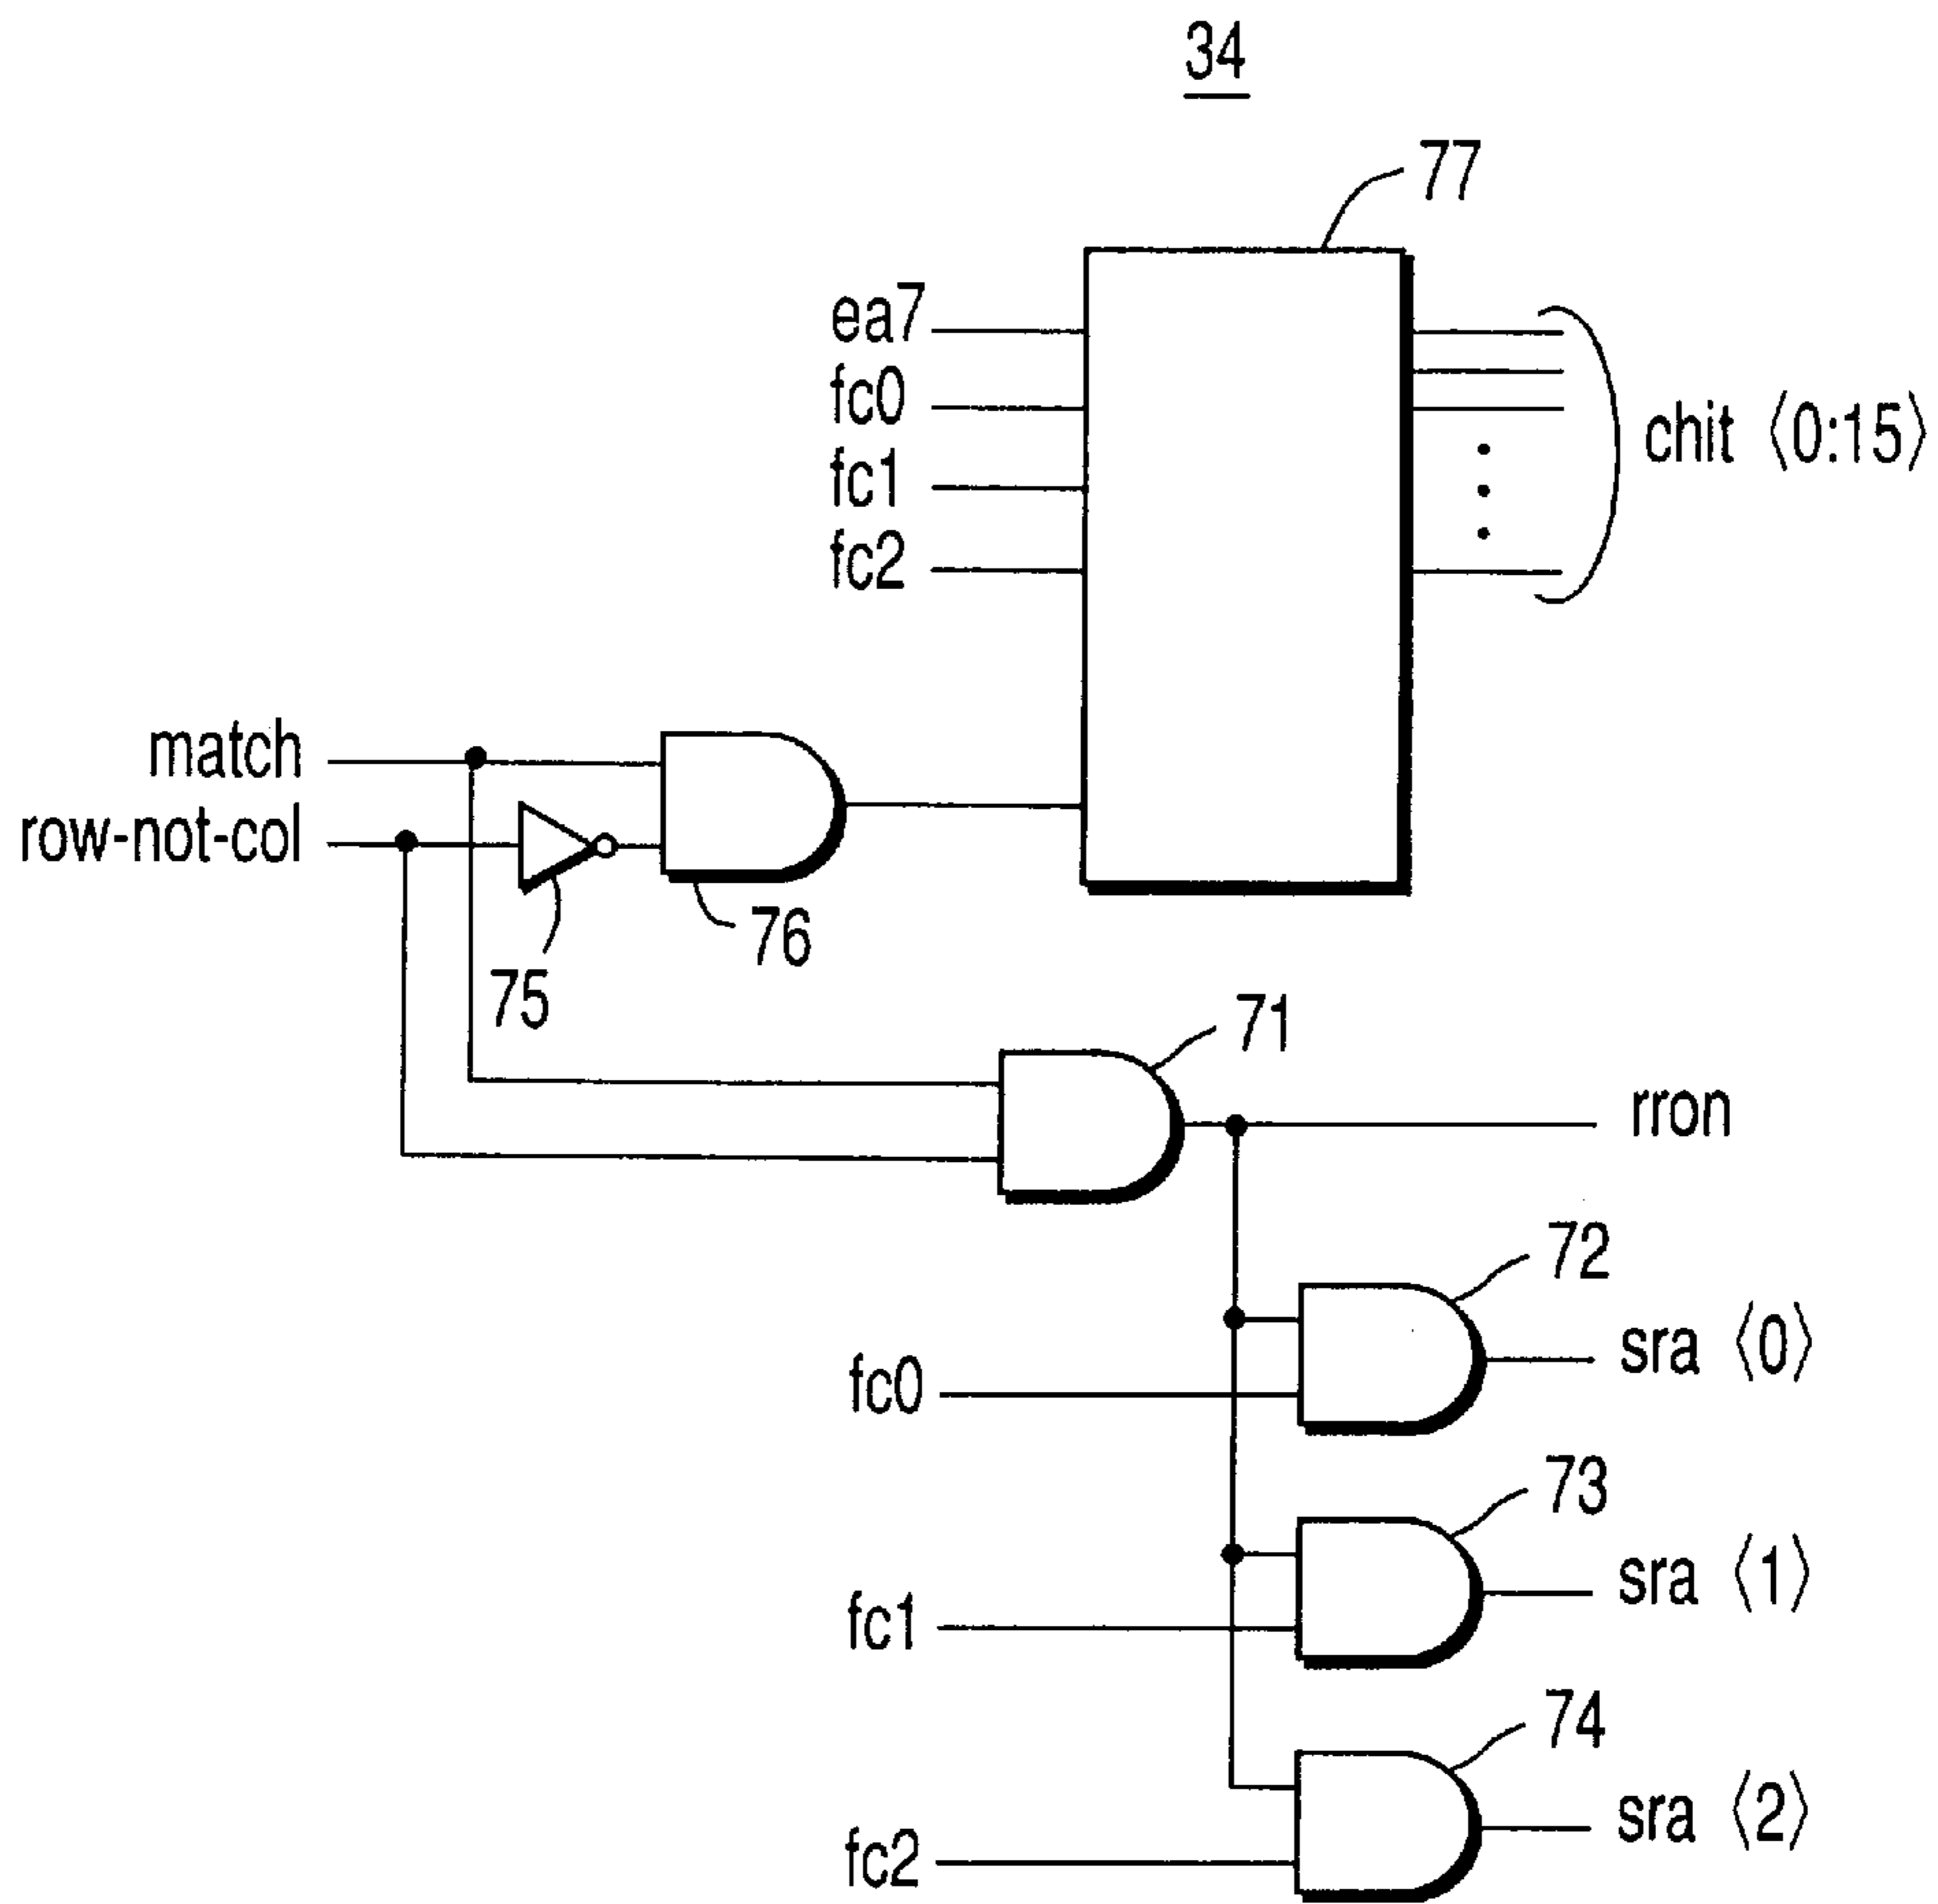 34
77
ea7
fc0
fc1
fc2
chit ⟨0:15⟩
match
row-not-col
76
75
71
rron
72
sra ⟨0⟩
fc0
73
sra ⟨1⟩
fc1
74
sra ⟨2⟩
fc2